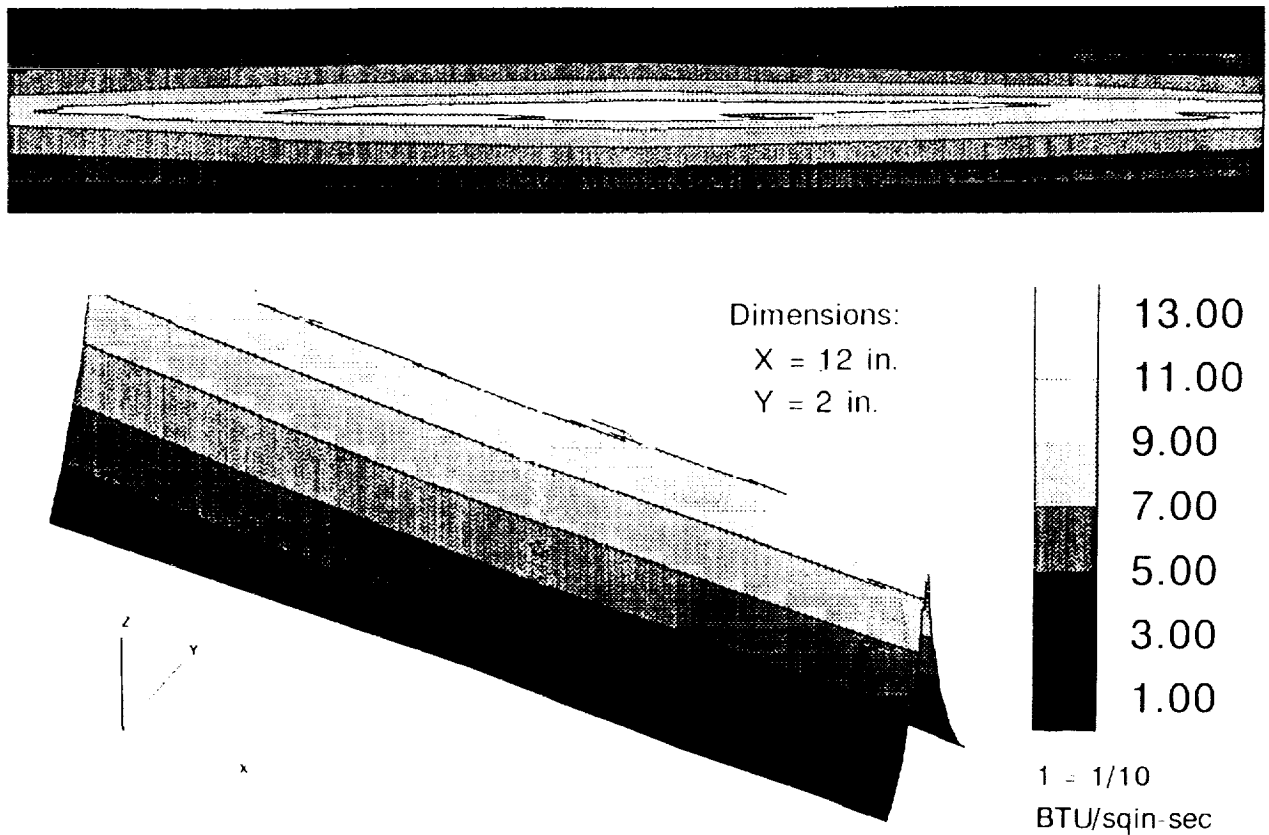 Dimensions:
X = 12 in.
Y = 2 in.
13.00
11.00
9.00
7.00
5.00
3.00
1.00
Z
Y
X
1 = 1/10
BTU/sqin-sec